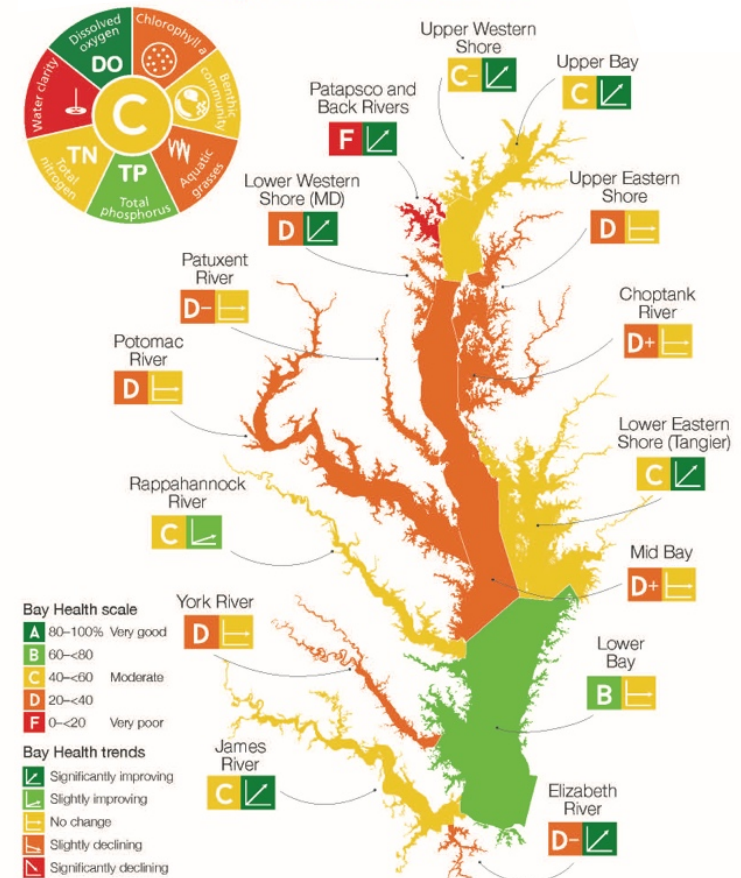 Dissolved
oxygen
DO
Chlorophyll a
Water clarity
Benthic
community
C
TN
Total
nitrogen
TP
Total
phosphorus
Aquatic
grasses
Upper Western
Shore
C-
Upper Bay
C
Patapsco and
Back Rivers
F
Lower Western
Shore (MD)
D
Upper Eastern
Shore
D
Patuxent
River
D-
Choptank
River
D+
Potomac
River
D
Lower Eastern
Shore (Tangier)
C
Rappahannock
River
C
Mid Bay
D+
York River
D
Lower
Bay
B
James
River
C
Elizabeth
River
D-
Bay Health scale
A 80–100% Very good
B 60–<80
C 40–<60 Moderate
D 20–<40
F 0–<20 Very poor
Bay Health trends
Significantly improving
Slightly improving
No change
Slightly declining
Significantly declining